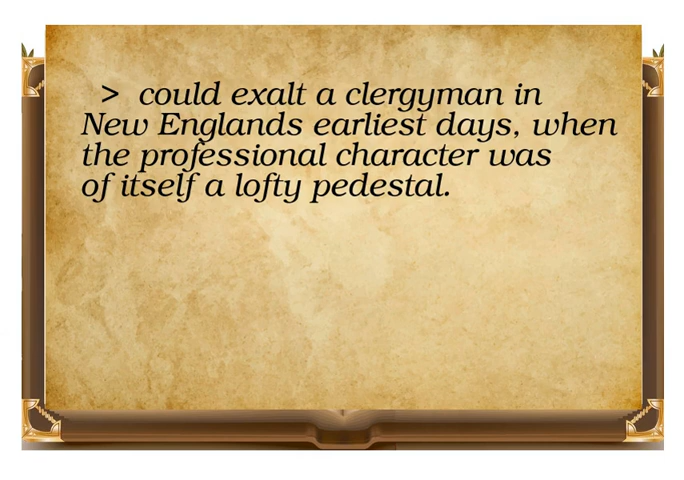 > could exalt a clergyman in
New Englands earliest days, when
the professional character was
of itself a lofty pedestal.